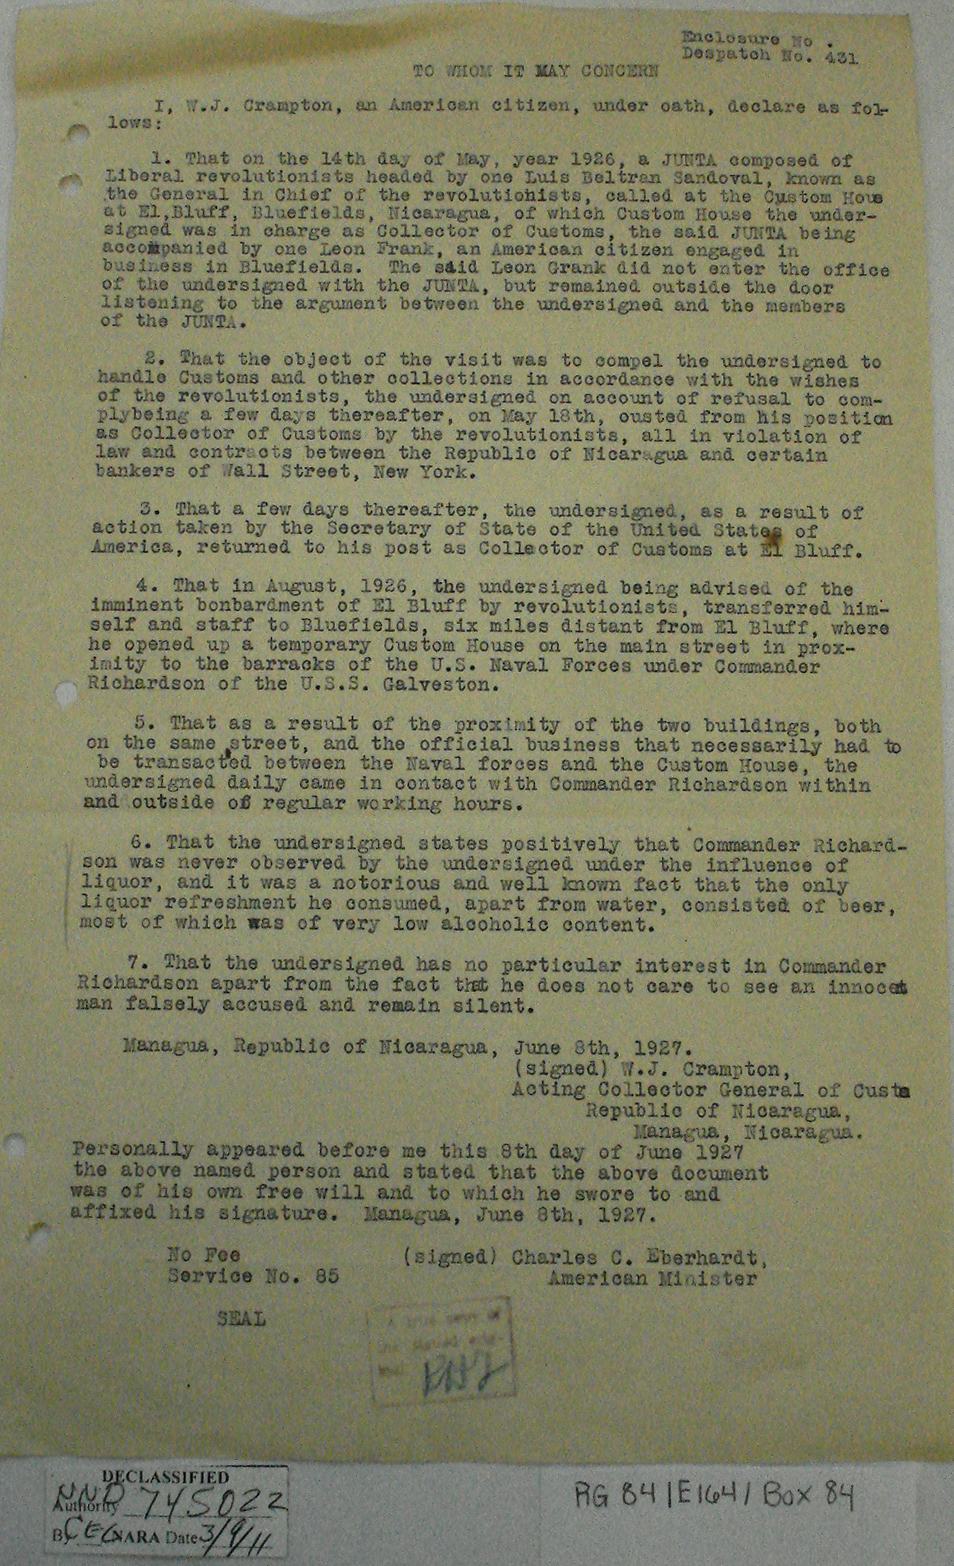 Enclosure No .
Despatch No. 431
TO WHOM IT MAY CONCERN
I, W.J. Crampton, an American citizen, under oath, declare as fol-
lows:
1. That on the 14th day of May, year 1926, a JUNTA composed of
Liberal revolutionists headed by one Luis Beltran Sandoval, known as
the General in Chief of the revolutionists, called at the Custom Hous
at El,Bluff, Bluefields, Nicaragua, of which Custom House the under-
signed was in charge as Collector of Customs, the said JUNTA being
accompanied by one Leon Frank, an American citizen engaged in
business in Bluefields. The said Leon Grank did not enter the office
of the undersigned with the JUNTA, but remained outside the door
listening to the argument between the undersigned and the members
of the JUNTA.
2. That the object of the visit was to compel the undersigned to
handle Customs and other collections in accordance with the wishes
of the revolutionists, the undersigned on account of refusal to com-
plybeing a few days thereafter, on May 18th, ousted from his position
as Collector of Customs by the revolutionists, all in violation of
law and contracts between the Republic of Nicaragua and certain
bankers of Wall Street, New York.
3. That a few days thereafter, the undersigned, as a result of
action taken by the Secretary of State of the United States of
America, returned to his post as Collector of Customs at El Bluff.
4. That in August, 1926, the undersigned being advised of the
imminent bonbardment of El Bluff by revolutionists, transferred him-
self and staff to Bluefields, six miles distant from El Bluff, where
he opened up a temporary Custom House on the main street in prox-
imity to the barracks of the U.S. Naval Forces under Commander
Richardson of the U.S.S. Galveston.
5. That as a result of the proximity of the two buildings, both
on the same street, and the official business that necessarily had to
be transacted between the Naval forces and the Custom House, the
undersigned daily came in contact with Commander Richardson within
and outside of regular working hours.
6. That the undersigned states positively that Commander Richard-
son was never observed by the undersigned under the influence of
liquor, and it was a notorious and well known fact that the only
liquor refreshment he consumed, apart from water, consisted of beer,
most of which was of very low alcoholic content.
7. That the undersigned has no particular interest in Commander
Richardson apart from the fact that he does not care to see an innocet
man falsely accused and remain silent.
Managua, Republic of Nicaragua, June 8th, 1927.
(signed) W.J. Crampton,
Acting Collector General of Custm
Republic of Nicaragua,
Managua, Nicaragua.
Personally appeared before me this 8th day of June 1927
the above named person and stated that the above document
was of his own free will and to which he swore to and
affixed his signature. Managua, June 8th, 1927.
No Fee (signed) Charles C. Eberhardt,
Service No. 85 American Minister
SEAL
DECLASSIFIED
Authority NND 745022
By CEG NARA Date 3/9/11
RG 84 | E164 / Box 84